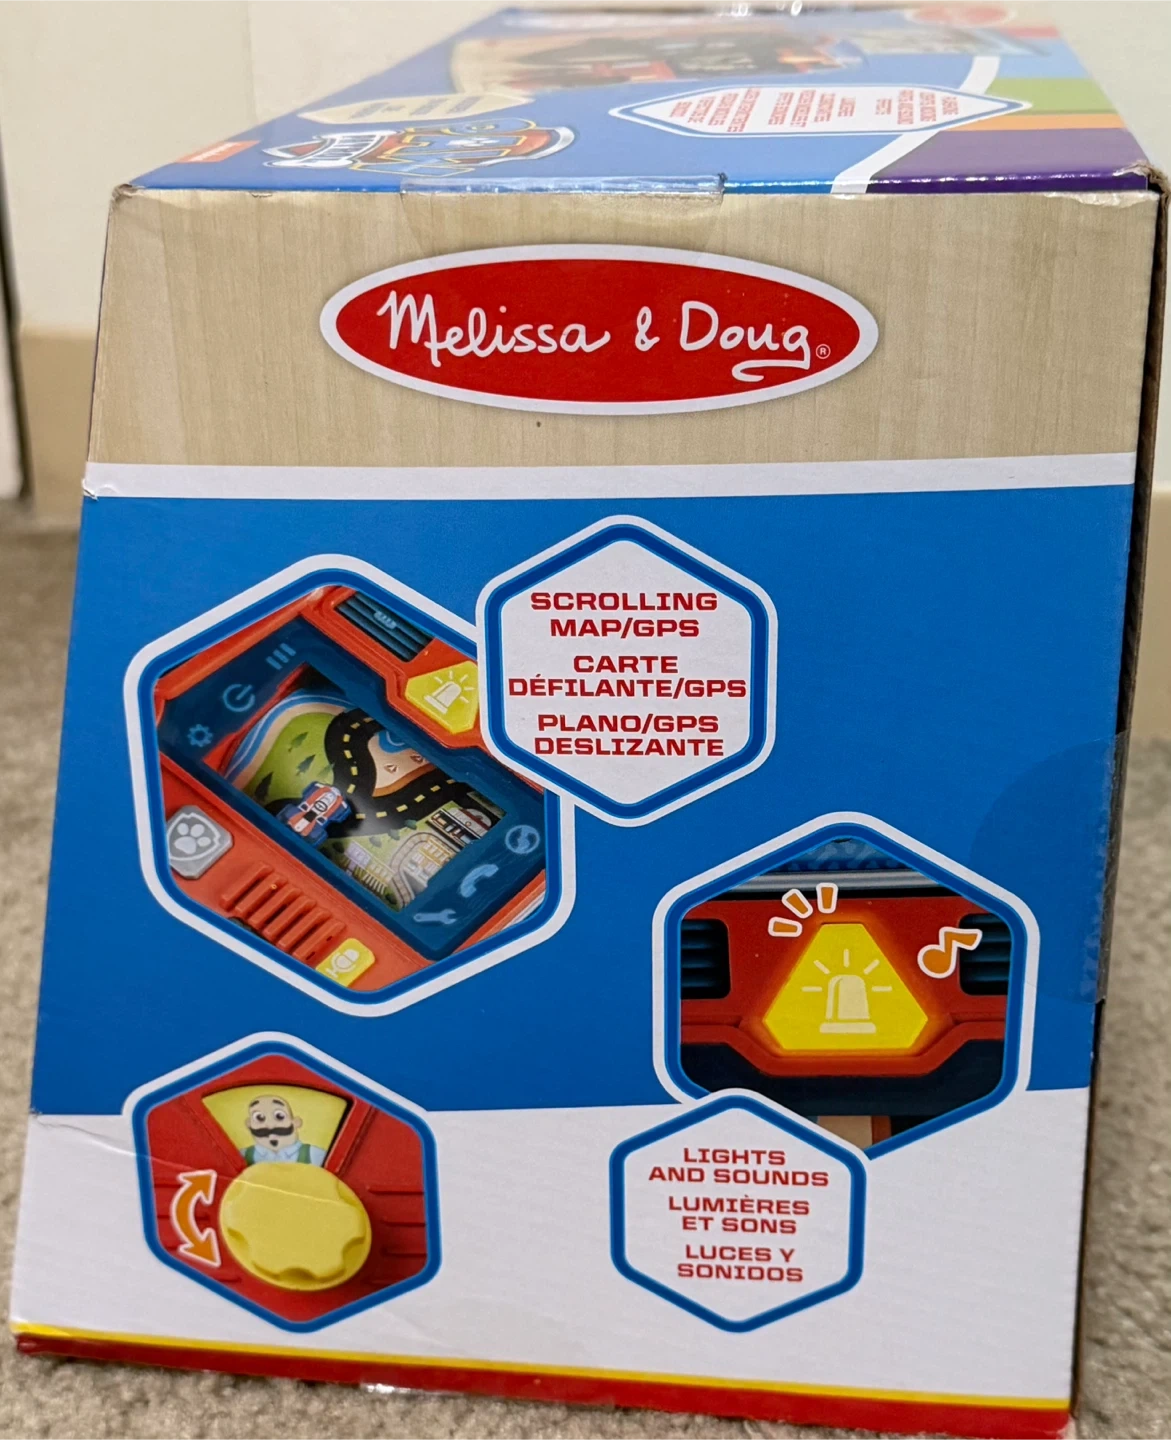 Melissa & Doug®
SCROLLING
MAP/GPS
CARTE
DÉFILANTE/GPS
PLANO/GPS
DESLIZANTE
LIGHTS
AND SOUNDS
LUMIÈRES
ET SONS
LUCES Y
SONIDOS